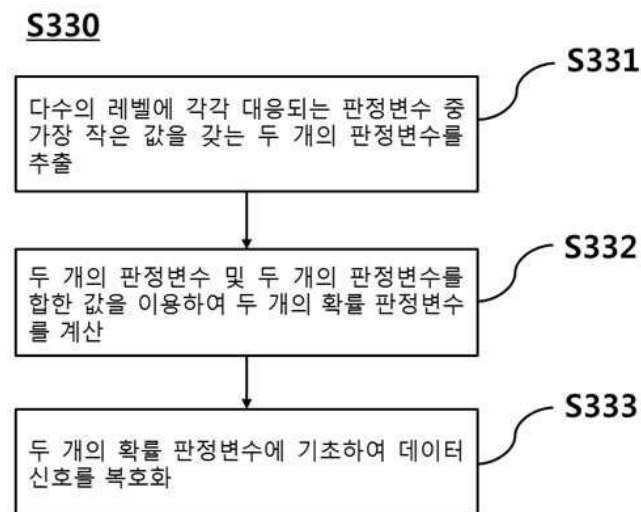 S330
S331
다수의 레벨에 각각 대응되는 판정변수 중
가장 작은 값을 갖는 두 개의 판정변수를
추출
S332
두 개의 판정변수 및 두 개의 판정변수를
합한 값을 이용하여 두 개의 확률 판정변수
를 계산
S333
두 개의 확률 판정변수에 기초하여 데이터
신호를 복호화